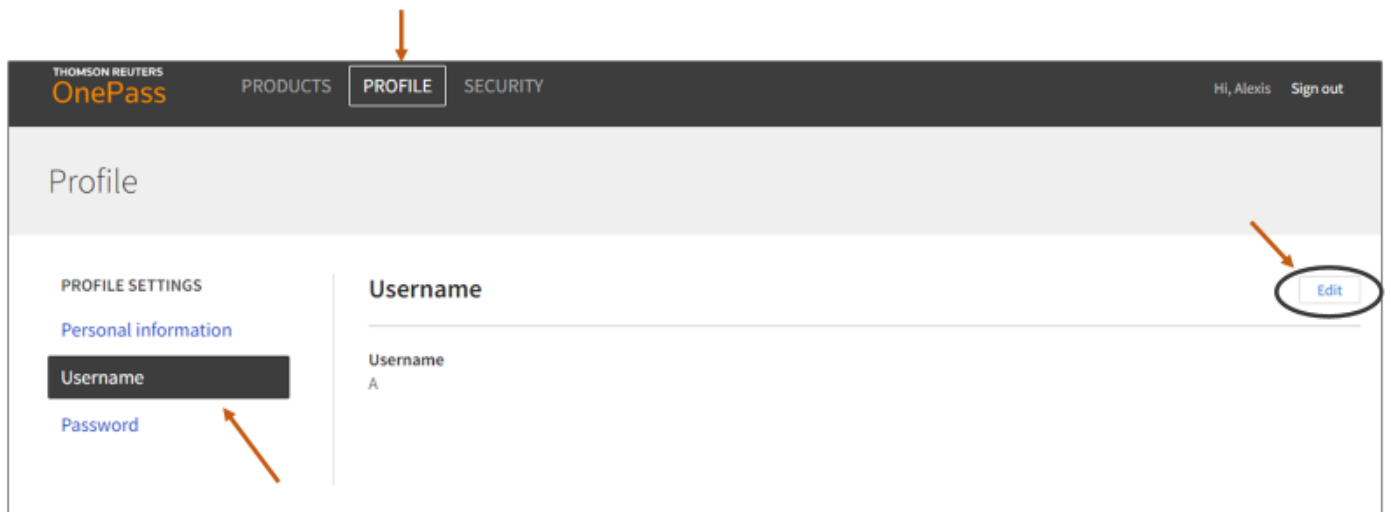 THOMSON REUTERS
OnePass
PRODUCTS PROFILE SECURITY
Hi, Alexis Sign out
Profile
PROFILE SETTINGS
Personal information
Username
Password
Username
Edit
Username
A